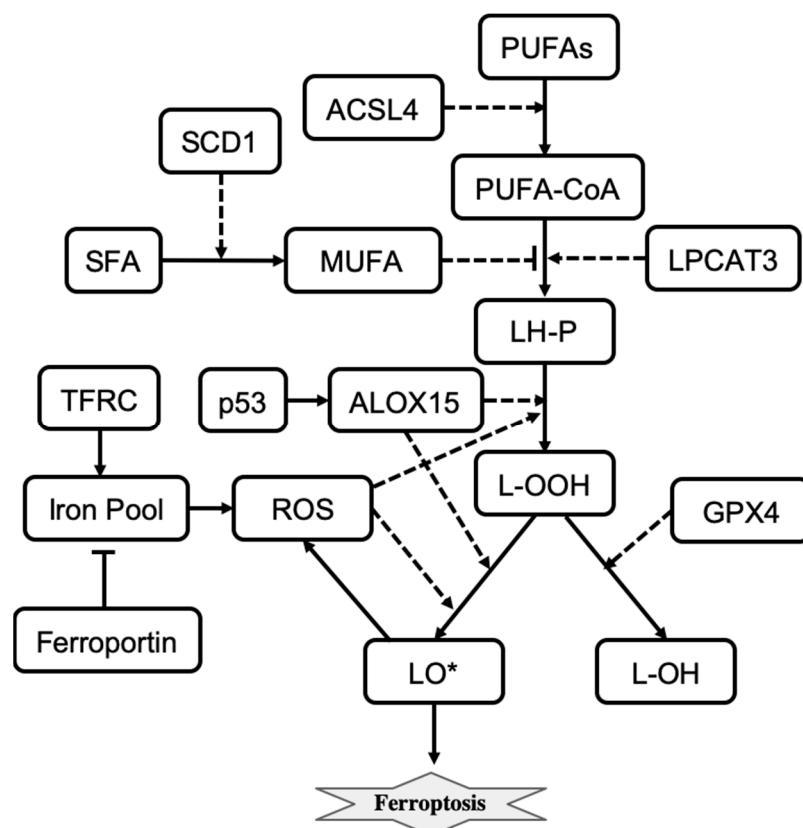 PUFAs
ACSL4
SCD1
PUFA-CoA
SFA
MUFA
LPCAT3
LH-P
TFRC
p53
ALOX15
Iron Pool
ROS
L-OOH
GPX4
Ferroportin
LO*
L-OH
Ferroptosis